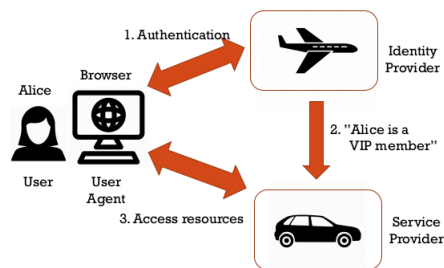 1. Authentication
Browser
Alice
Identity
Provider
2. "Alice is a
VIP member"
User
User
Agent
3. Access resources
Service
Provider